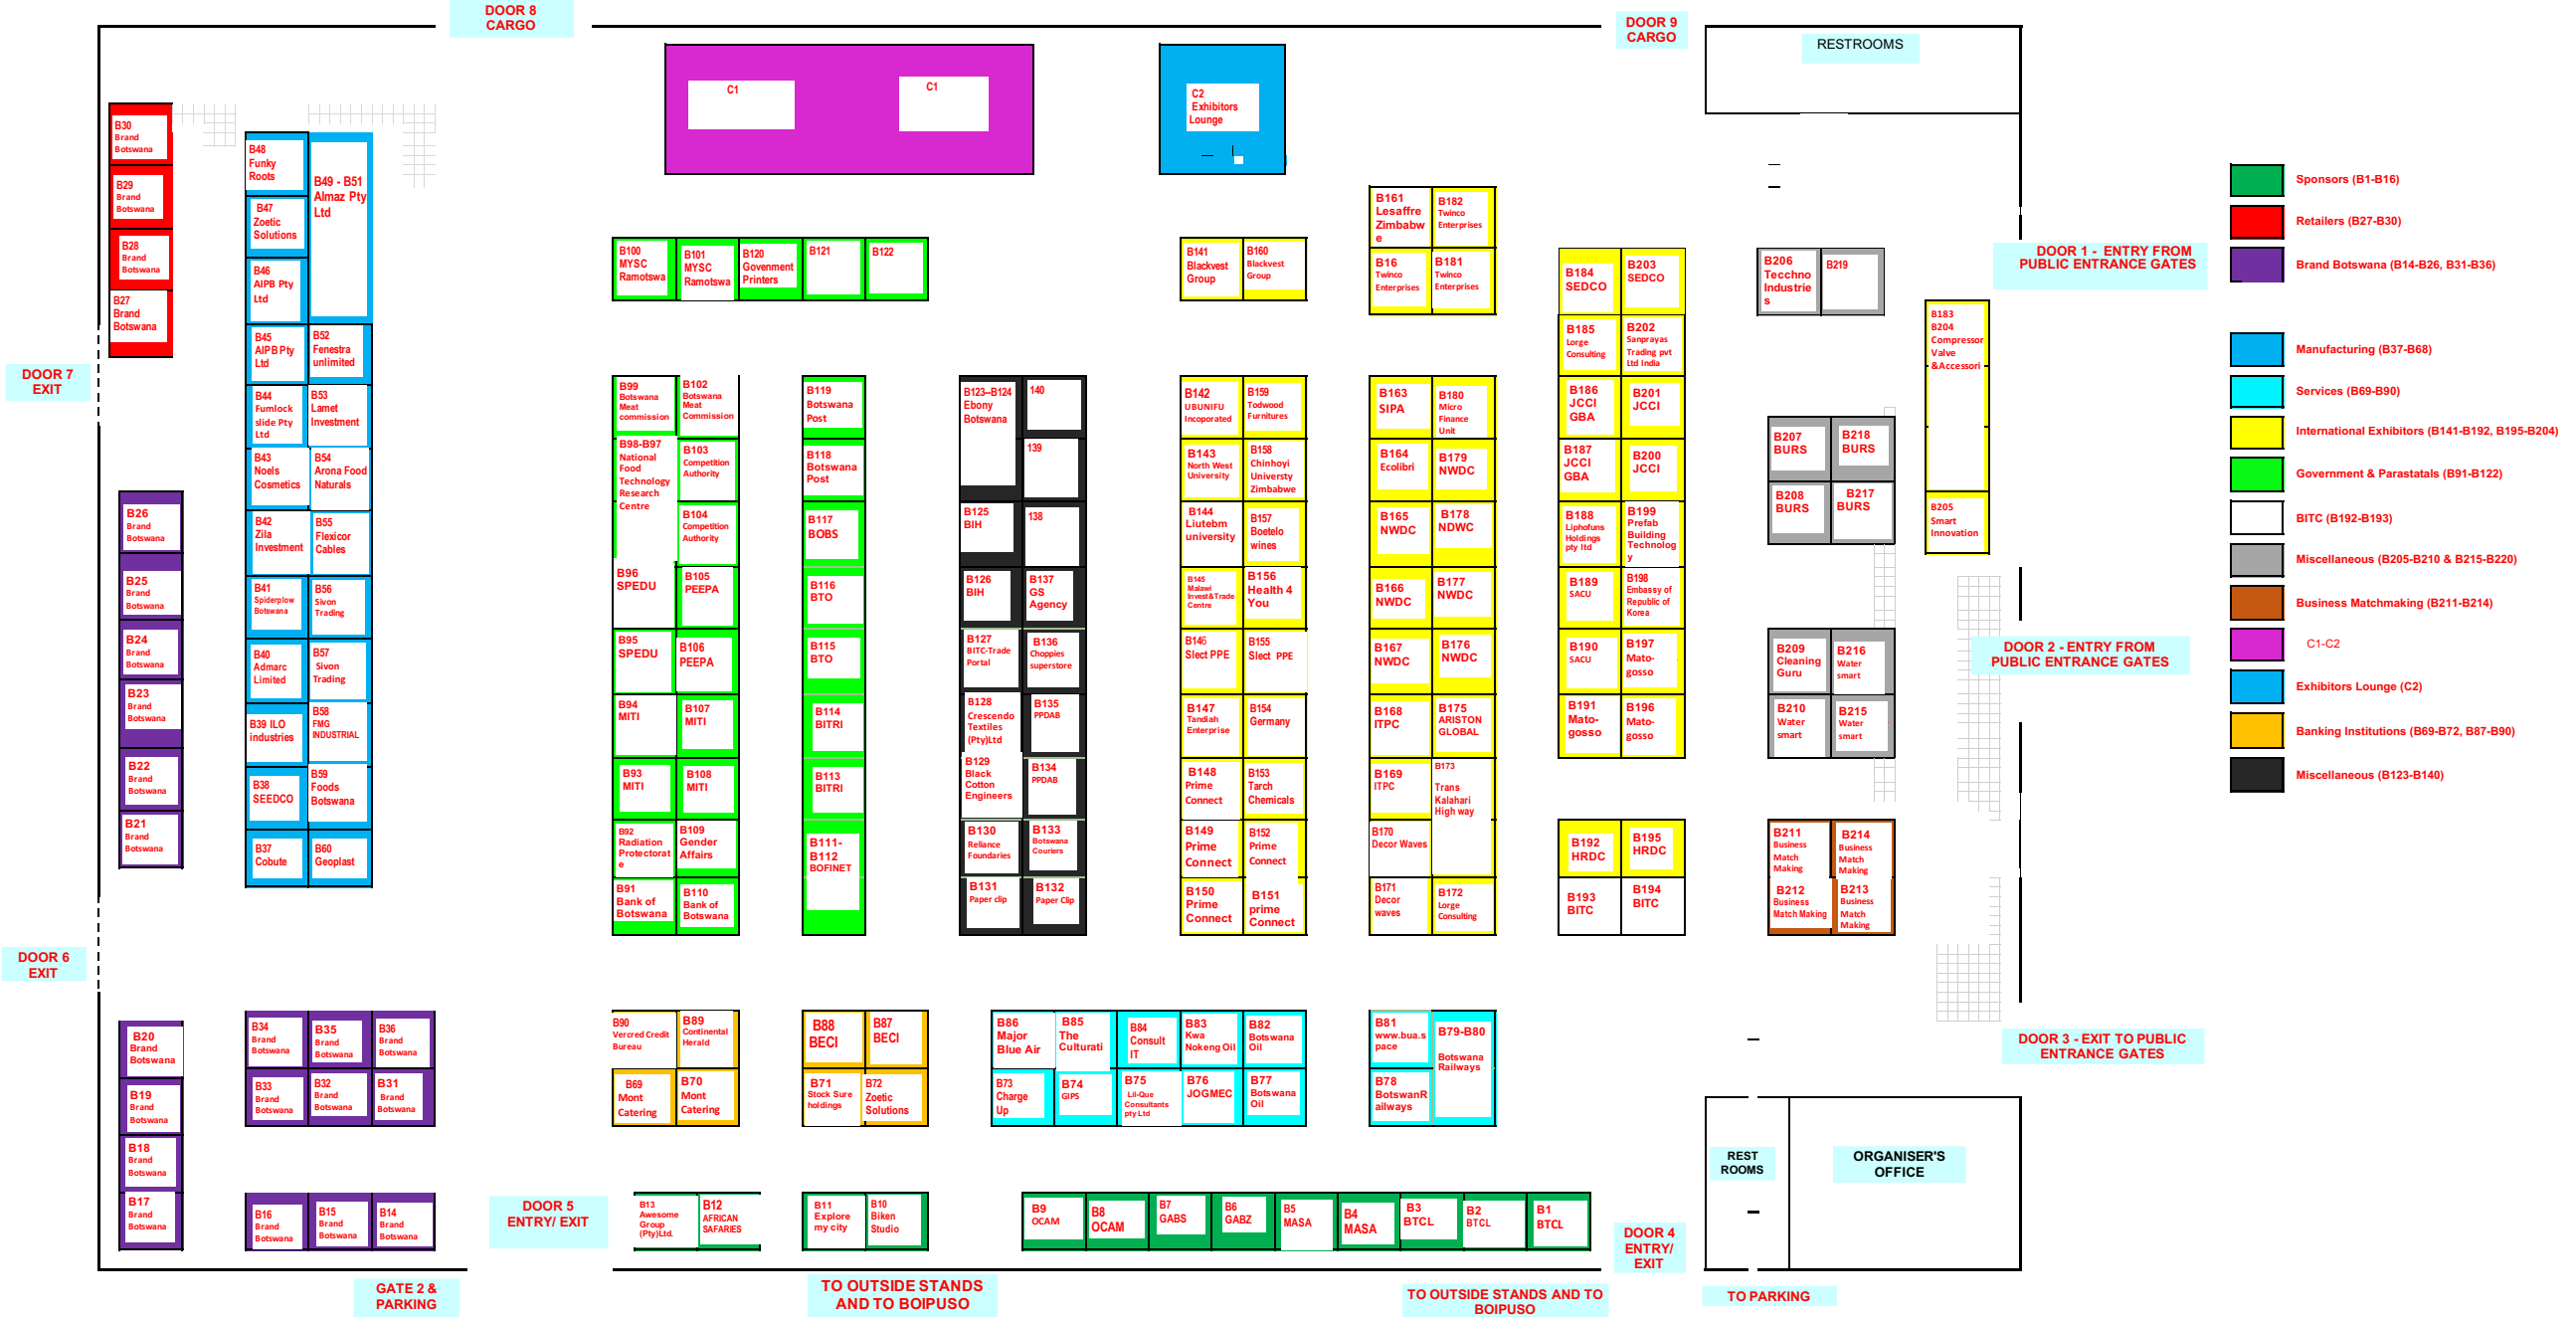 DOOR 8
CARGO
DOOR 9
CARGO
RESTROOMS
C1
C1
C2
Exhibitors
Lounge
B30
Brand
Botswana
B29
Brand
Botswana
B28
Brand
Botswana
B27
Brand
Botswana
DOOR 7
EXIT
B26
Brand
Botswana
B25
Brand
Botswana
B24
Brand
Botswana
B23
Brand
Botswana
B22
Brand
Botswana
B21
Brand
Botswana
DOOR 6
EXIT
B20
Brand
Botswana
B19
Brand
Botswana
B18
Brand
Botswana
B17
Brand
Botswana
B48
Funky
Roots
B49 - B51
Almaz Pty
Ltd
B47
Zoetic
Solutions
B46
AIPB Pty
Ltd
B45
AIPB Pty
Ltd
B52
Fenestra
unlimited
B44
Fumlock
slide Pty
Ltd
B53
Lamet
Investment
B43
Noels
Cosmetics
B54
Arona Food
Naturals
B42
Zila
Investment
B55
Flexicor
Cables
B41
Spiderplow
Botswana
B56
Sivon
Trading
B40
Admarc
Limited
B57
Sivon
Trading
B39 ILO
industries
B58
FMG
INDUSTRIAL
B38
SEEDCO
B59
Foods
Botswana
B37
Cobute
B60
Geoplast
B34
Brand
Botswana
B35
Brand
Botswana
B36
Brand
Botswana
B33
Brand
Botswana
B32
Brand
Botswana
B31
Brand
Botswana
B16
Brand
Botswana
B15
Brand
Botswana
B14
Brand
Botswana
B100
MYSC
Ramotswa
B101
MYSC
Ramotswa
B120
Govenment
Printers
B121
B122
B99
Botswana
Meat
commission
B102
Botswana
Meat
Commission
B98-B97
National
Food
Technology
Research
Centre
B103
Competition
Authority
B104
Competition
Authority
B96
SPEDU
B105
PEEPA
B95
SPEDU
B106
PEEPA
B94
MITI
B107
MITI
B93
MITI
B108
MITI
B92
Radiation
Protectorat
e
B109
Gender
Affairs
B91
Bank of
Botswana
B110
Bank of
Botswana
B119
Botswana
Post
B118
Botswana
Post
B117
BOBS
B116
BTO
B115
BTO
B114
BITRI
B113
BITRI
B111-
B112
BOFINET
B123--B124
Ebony
Botswana
140
139
B125
BIH
138
B126
BIH
B137
GS
Agency
B127
BITC-Trade
Portal
B136
Choppies
superstore
B128
Crescendo
Textiles
(Pty)Ltd
B135
PPDAB
B129
Black
Cotton
Engineers
B134
PPDAB
B130
Reliance
Foundaries
B133
Botswana
Couriers
B131
Paper clip
B132
Paper Clip
B141
Blackvest
Group
B160
Blackvest
Group
B142
UBUNIFU
Incoporated
B159
Todwood
Furnitures
B143
North West
University
B158
Chinhoyi
Universty
Zimbabwe
B144
Liutebm
university
B157
Boetelo
wines
B145
Malawi
Invest&Trade
Centre
B156
Health 4
You
B146
Slect PPE
B155
Slect PPE
B147
Tandiah
Enterprise
B154
Germany
B148
Prime
Connect
B153
Tarch
Chemicals
B149
Prime
Connect
B152
Prime
Connect
B150
Prime
Connect
B151
prime
Connect
B161
Lesaffre
Zimbabw
e
B182
Twinco
Enterprises
B16
Twinco
Enterprises
B181
Twinco
Enterprises
B163
SIPA
B180
Micro
Finance
Unit
B164
Ecolibri
B179
NWDC
B165
NWDC
B178
NDWC
B166
NWDC
B177
NWDC
B167
NWDC
B176
NWDC
B168
ITPC
B175
ARISTON
GLOBAL
B169
ITPC
B173
Trans
Kalahari
High way
B170
Decor Waves
B171
Decor
waves
B172
Lorge
Consulting
B184
SEDCO
B203
SEDCO
B185
Lorge
Consulting
B202
Sanprayas
Trading pvt
Ltd India
B186
JCCI
GBA
B201
JCCI
B187
JCCI
GBA
B200
JCCI
B188
Liphofuns
Holdings
pty ltd
B199
Prefab
Building
Technolog
y
B189
SACU
B198
Embassy of
Republic of
Korea
B190
SACU
B197
Mato-
gosso
B191
Mato-
gosso
B196
Mato-
gosso
B192
HRDC
B195
HRDC
B193
BITC
B194
BITC
B206
Tecchno
Industrie
s
B219
B183
B204
Compressor
Valve
&Accessori
B205
Smart
Innovation
B207
BURS
B218
BURS
B208
BURS
B217
BURS
B209
Cleaning
Guru
B216
Water
smart
B210
Water
smart
B215
Water
smart
B211
Business
Match
Making
B214
Business
Match
Making
B212
Business
Match Making
B213
Business
Match
Making
B90
Vercred Credit
Bureau
B89
Continental
Herald
B69
Mont
Catering
B70
Mont
Catering
B88
BECI
B87
BECI
B71
Stock Sure
holdings
B72
Zoetic
Solutions
B86
Major
Blue Air
B85
The
Culturati
B84
Consult
IT
B83
Kwa
Nokeng Oil
B82
Botswana
Oil
B73
Charge
Up
B74
GIPS
B75
Lil-Que
Consultants
pty Ltd
B76
JOGMEC
B77
Botswana
Oil
B81
www.bua.s
pace
B79-B80
Botswana
Railways
B78
BotswanR
ailways
DOOR 5
ENTRY/ EXIT
B13
Awesome
Group
(Pty)Ltd.
B12
AFRICAN
SAFARIES
B11
Explore
my city
B10
Biken
Studio
B9
OCAM
B8
OCAM
B7
GABS
B6
GABZ
B5
MASA
B4
MASA
B3
BTCL
B2
BTCL
B1
BTCL
DOOR 4
ENTRY/
EXIT
REST
ROOMS
ORGANISER'S
OFFICE
GATE 2 &
PARKING
TO OUTSIDE STANDS
AND TO BOIPUSO
TO OUTSIDE STANDS AND TO
BOIPUSO
TO PARKING
DOOR 1 - ENTRY FROM
PUBLIC ENTRANCE GATES
DOOR 2 - ENTRY FROM
PUBLIC ENTRANCE GATES
DOOR 3 - EXIT TO PUBLIC
ENTRANCE GATES
Sponsors (B1-B16)
Retailers (B27-B30)
Brand Botswana (B14-B26, B31-B36)
Manufacturing (B37-B68)
Services (B69-B90)
International Exhibitors (B141-B192, B195-B204)
Government & Parastatals (B91-B122)
BITC (B192-B193)
Miscellaneous (B205-B210 & B215-B220)
Business Matchmaking (B211-B214)
C1-C2
Exhibitors Lounge (C2)
Banking Institutions (B69-B72, B87-B90)
Miscellaneous (B123-B140)